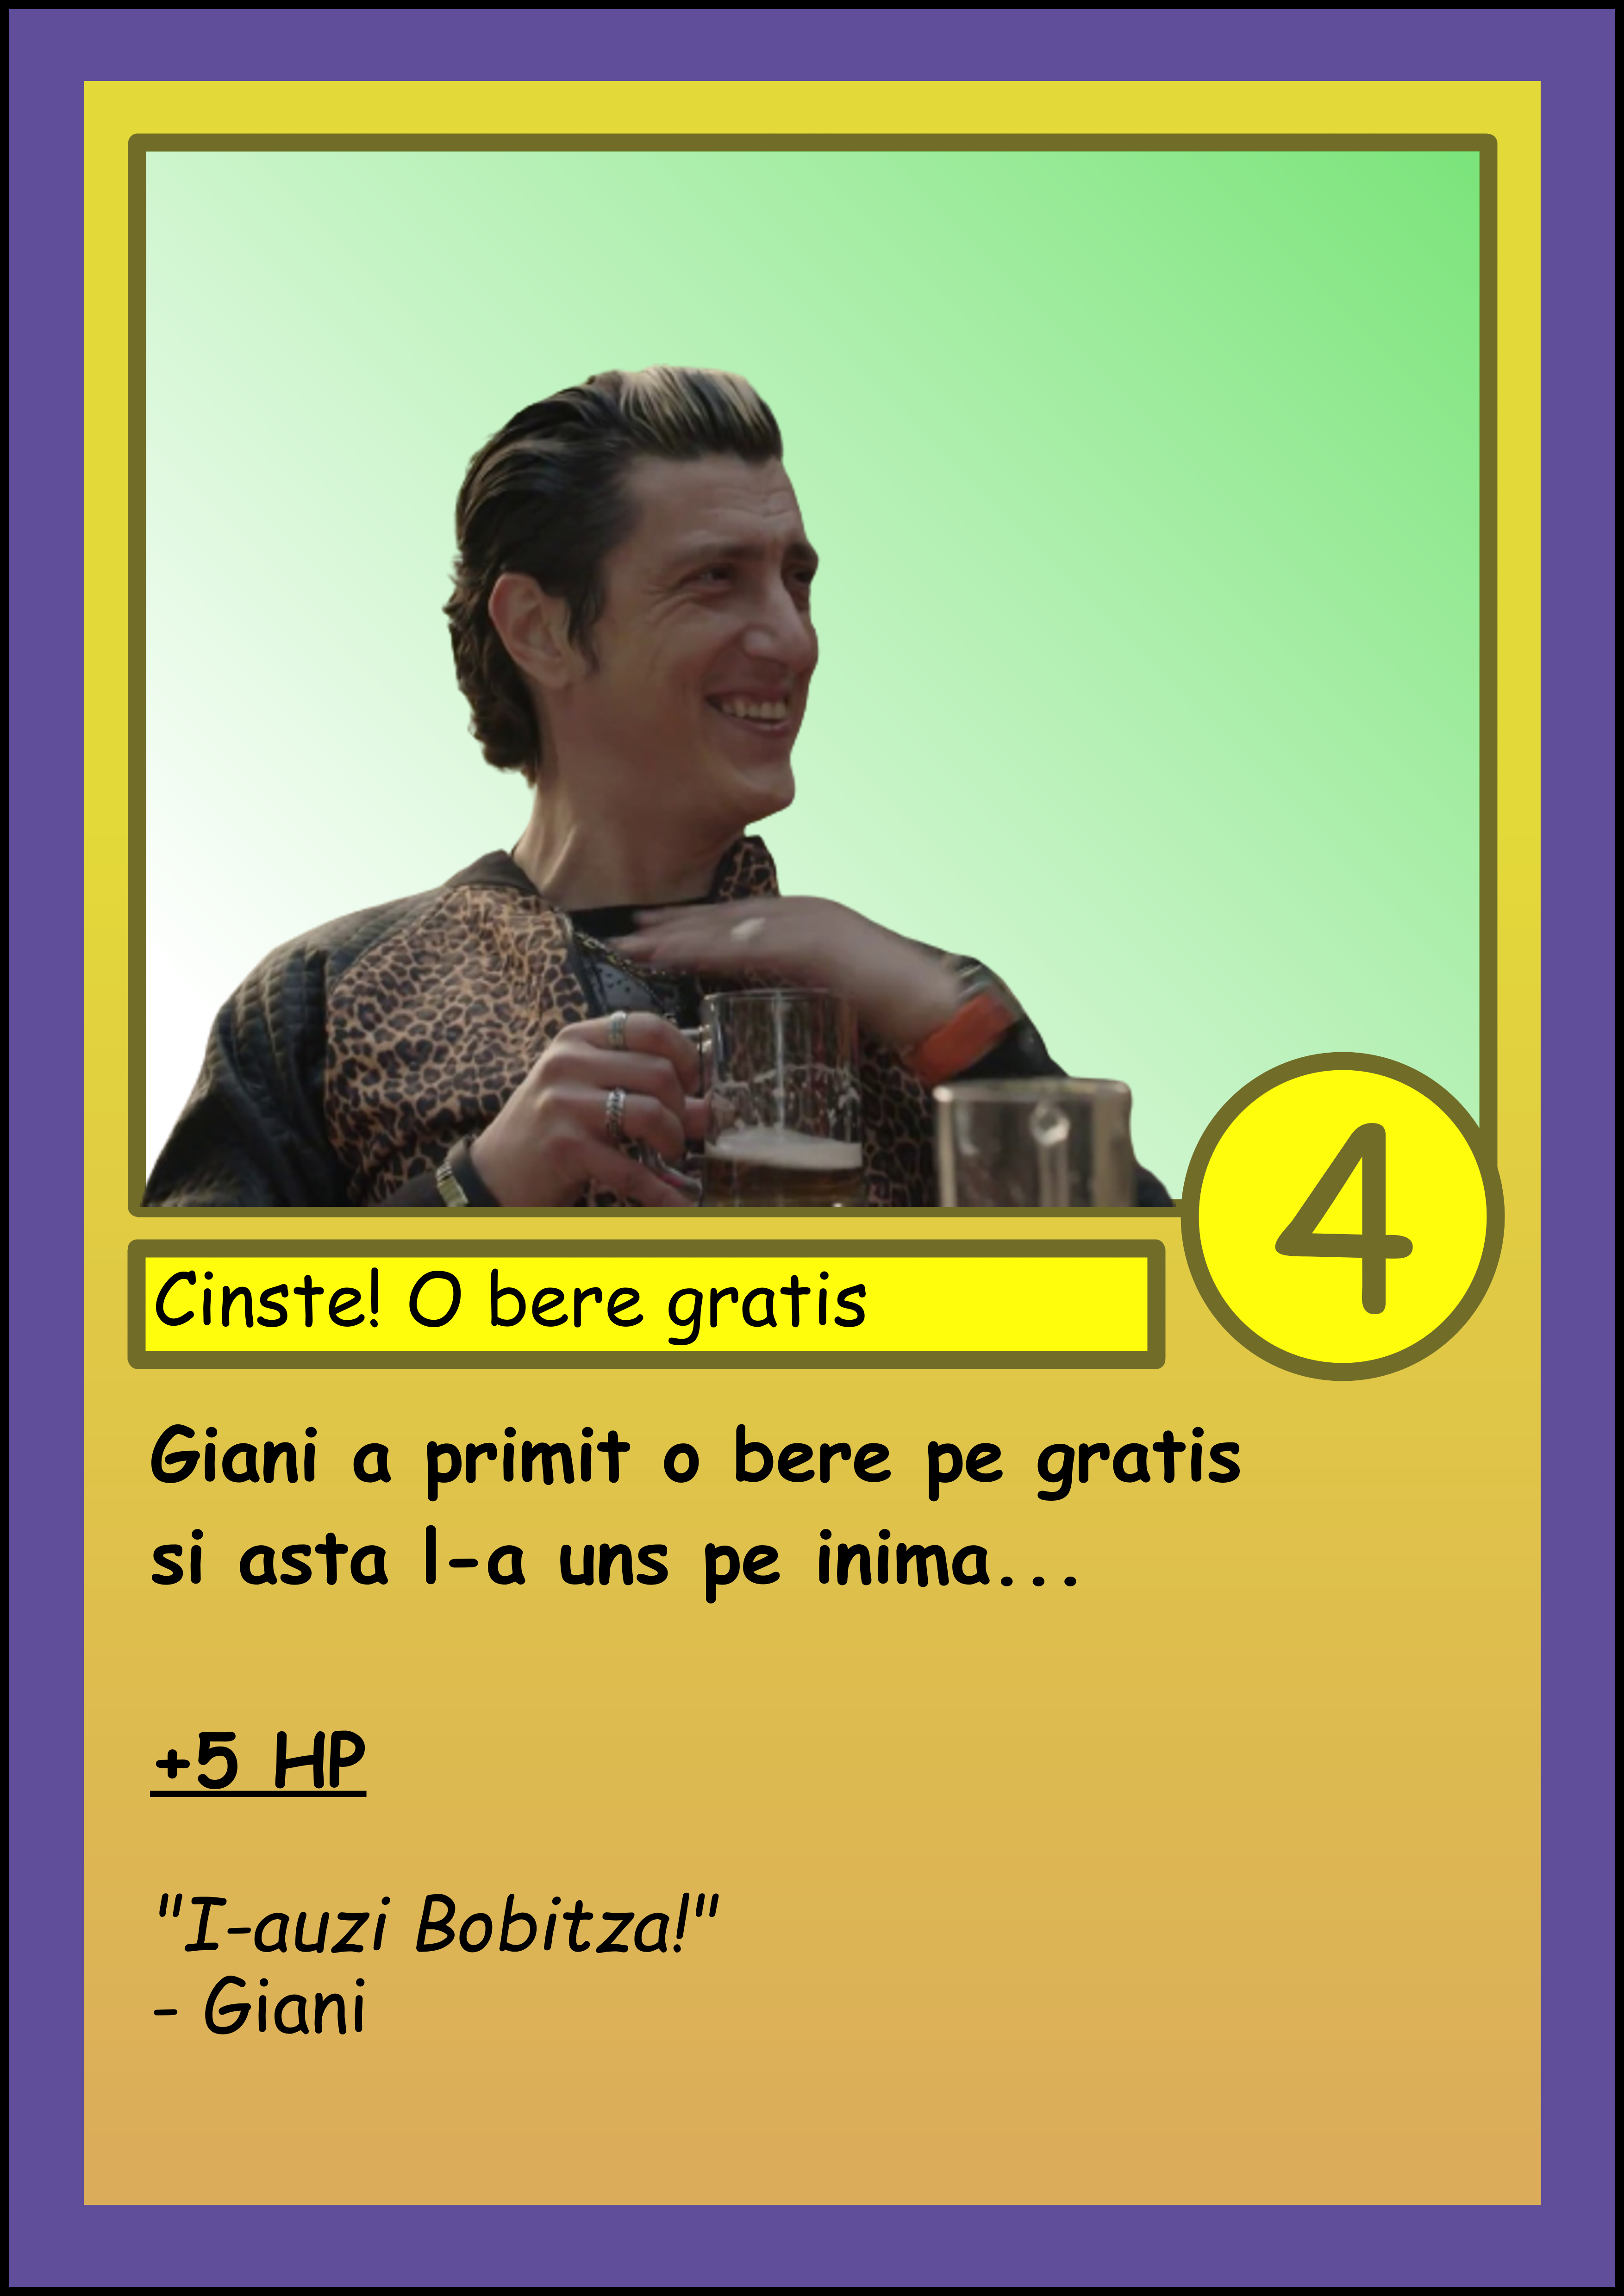 4
Cinste! O bere gratis
Giani a primit o bere pe gratis
si asta l-a uns pe inima...
+5 HP
"I-auzi Bobitza!"
- Giani